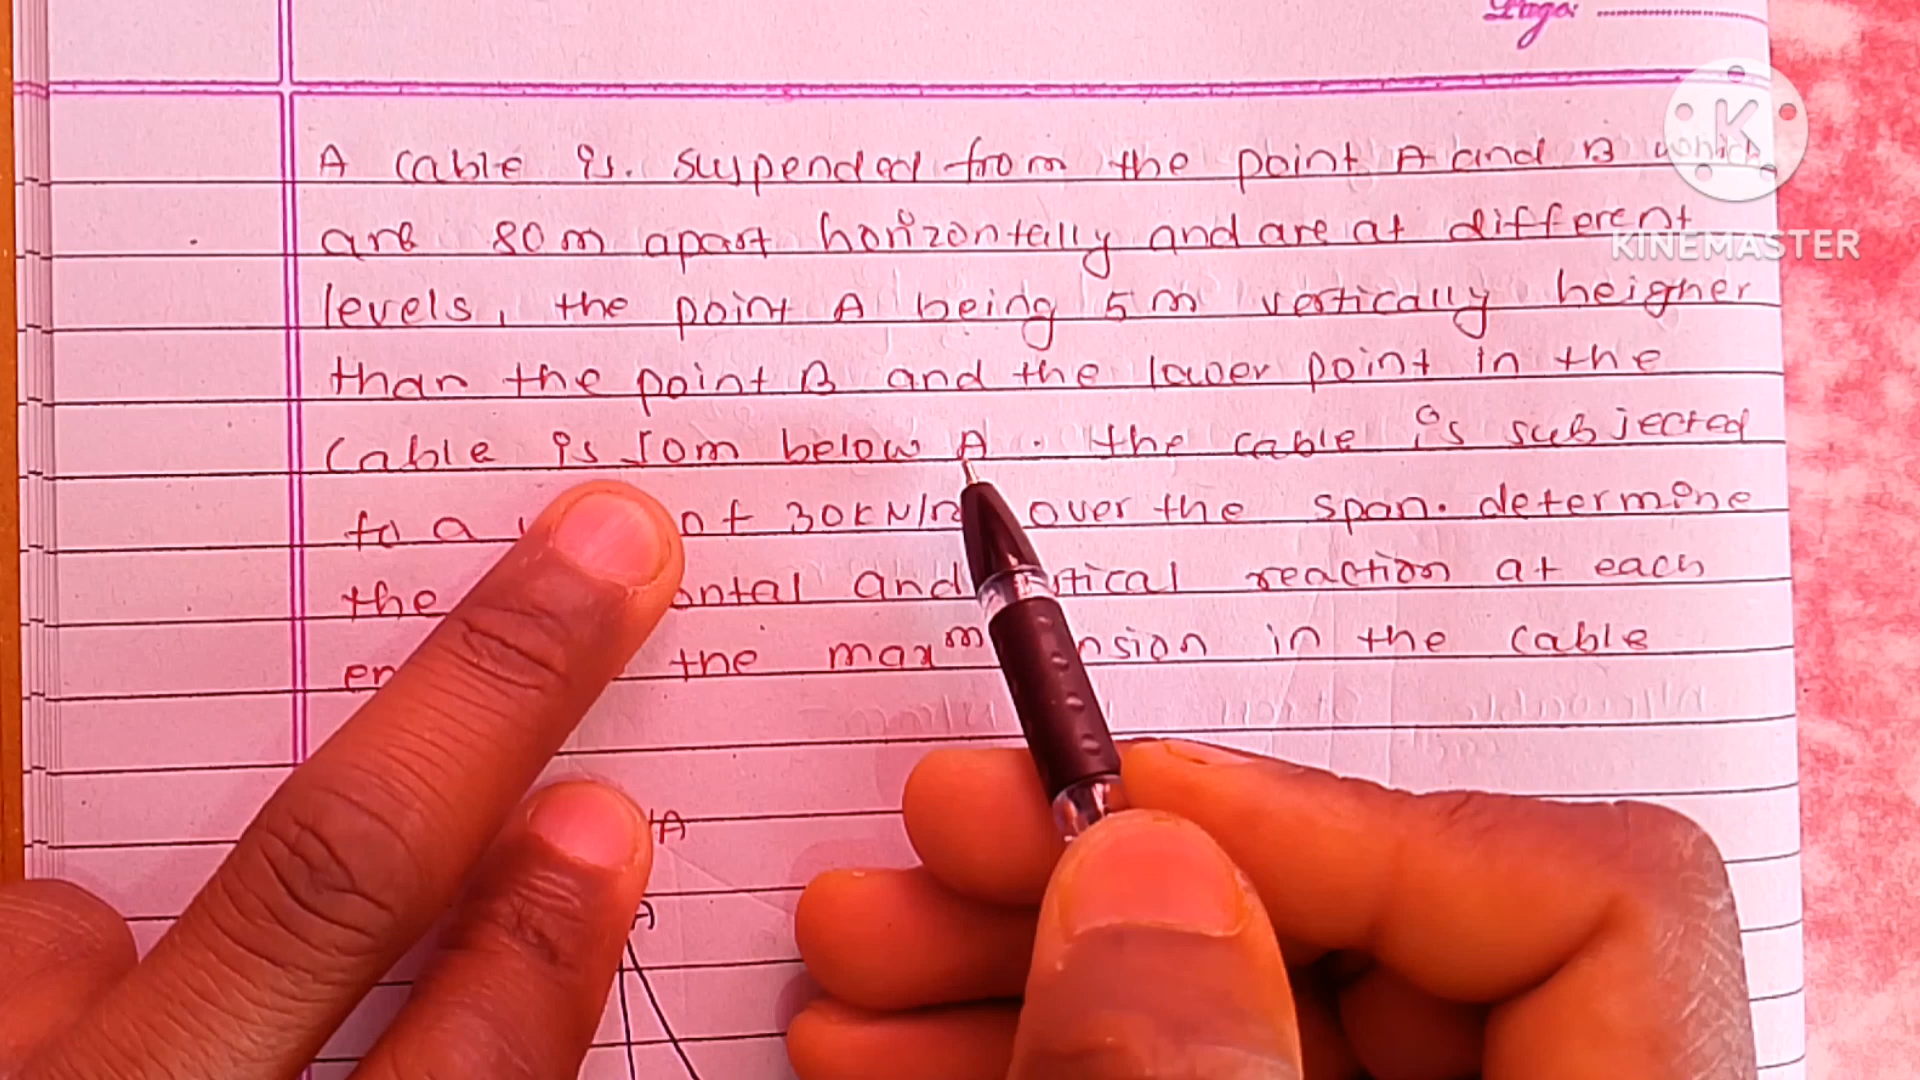 Page:
A cable is. suspended from the point A and B which
are 80m apart horizontally and are at different
KINEMASTER
levels, the point A being 5m vertically heigher
than the point B and the lower point in the
cable is 10m below A. the cable is subjected
to a of 30kN/m over the span. determine
the and reaction at each
the maxm in the cable
A
A